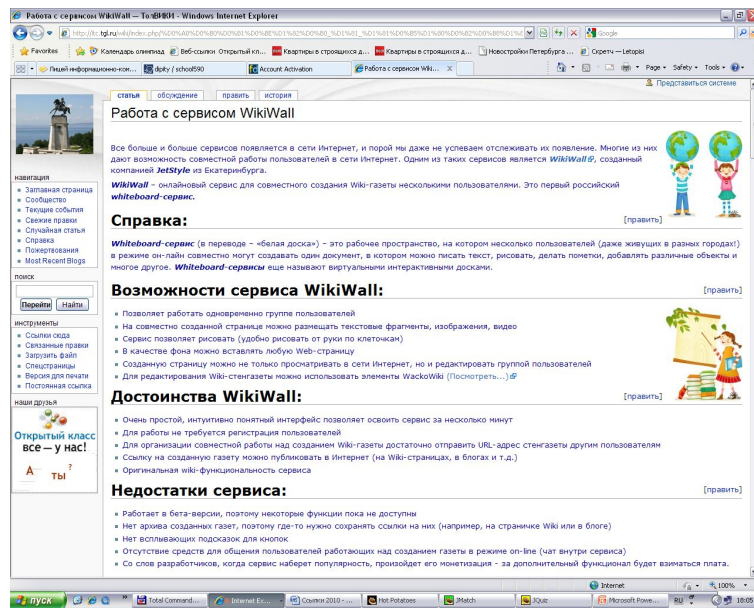 Работа с сервисом WikiWall — ТолВИКИ - Windows Internet Explorer
Google
Favorites Календарь олимпиад Веб-ссылки Открытый кл... Квартиры в строящихся д... Квартиры в строящихся д... Новостройки Петербурга ... Скретч — Letopisi
Лицей информационно-ком... dipity / school590 Account Activation Работа с сервисом Wiki... Page Safety Tools
Представиться системе
статья обсуждение править история
Работа с сервисом WikiWall
Все больше и больше сервисов появляется в сети Интернет, и порой мы даже не успеваем отслеживать их появление. Многие из них
дают возможность совместной работы пользователей в сети Интернет. Одним из таких сервисов является WikiWall, созданный
компанией JetStyle из Екатеринбурга.
WikiWall – онлайновый сервис для совместного создания Wiki-газеты несколькими пользователями. Это первый российский
whiteboard-сервис.
Справка: [править]
Whiteboard-сервис (в переводе – «белая доска») – это рабочее пространство, на котором несколько пользователей (даже живущих в разных городах!)
в режиме он-лайн совместно могут создавать один документ, в котором можно писать текст, рисовать, делать пометки, добавлять различные объекты и
многое другое. Whiteboard-сервисы еще называют виртуальными интерактивными досками.
Возможности сервиса WikiWall: [править]
Позволяет работать одновременно группе пользователей
На совместно созданной странице можно размещать текстовые фрагменты, изображения, видео
Сервис позволяет рисовать (удобно рисовать от руки по клеточкам)
В качестве фона можно вставлять любую Web-страницу
Созданную страницу можно не только просматривать в сети Интернет, но и редактировать группой пользователей
Для редактирования Wiki-стенгазеты можно использовать элементы WackoWiki (Посмотреть...)
Достоинства WikiWall: [править]
Очень простой, интуитивно понятный интерфейс позволяет освоить сервис за несколько минут
Для работы не требуется регистрация пользователей
Для организации совместной работы над созданием Wiki-газеты достаточно отправить URL-адрес стенгазеты другим пользователям
Ссылку на созданную газету можно публиковать в Интернет (на Wiki-страницах, в блогах и т.д.)
Оригинальная wiki-функциональность сервиса
Недостатки сервиса: [править]
Работает в бета-версии, поэтому некоторые функции пока не доступны
Нет архива созданных газет, поэтому где-то нужно сохранять ссылки на них (например, на страничке Wiki или в блоге)
Нет всплывающих подсказок для кнопок
Отсутствие средств для общения пользователей работающих над созданием газеты в режиме on-line (чат внутри сервиса)
Со слов разработчиков, когда сервис наберет популярность, произойдет его монетизация - за дополнительный функционал будет взиматься плата.
навигация
Заглавная страница
Сообщество
Текущие события
Свежие правки
Случайная статья
Справка
Пожертвования
Most Recent Blogs
поиск
Перейти Найти
инструменты
Ссылки сюда
Связанные правки
Загрузить файл
Спецстраницы
Версия для печати
Постоянная ссылка
наши друзья
Открытый класс
все — у нас!
А ты ?
Internet 100%
пуск Total Command... Internet Ex... Ссылки 2010 - ... Hot Potatoes JMatch JQuiz Microsoft Powe... RU 18:05